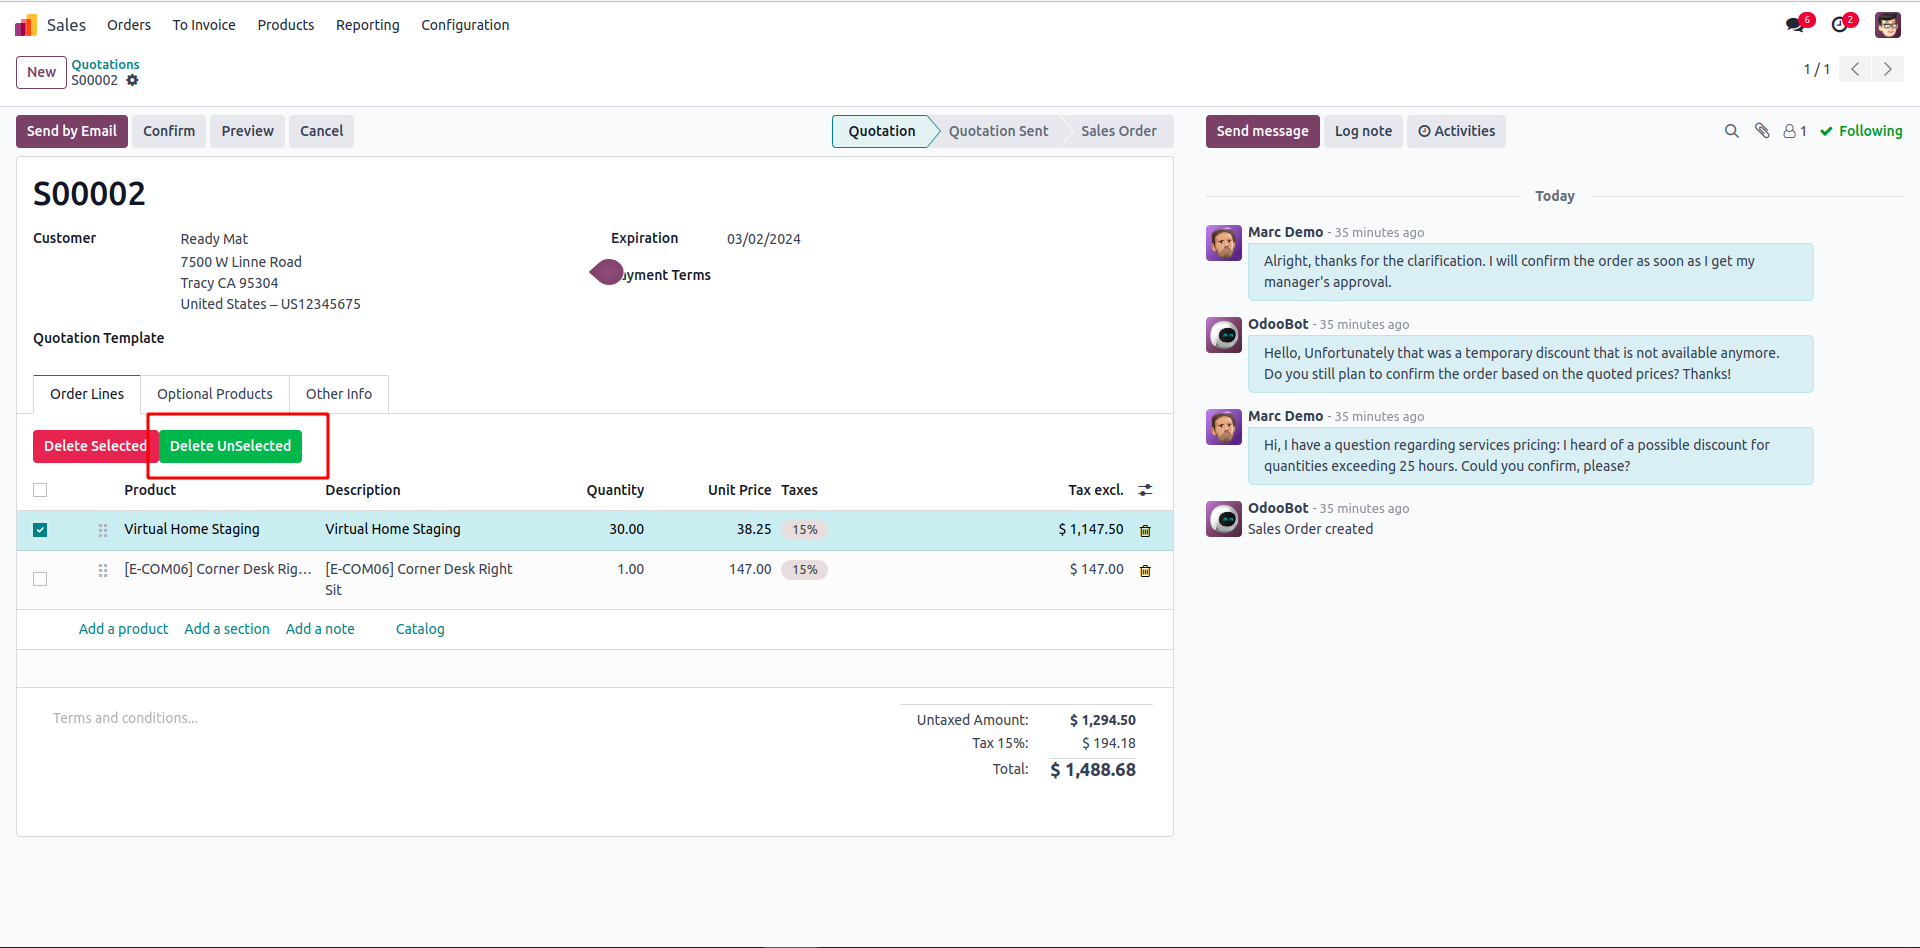 Sales Orders To Invoice Products Reporting Configuration 6 2
New Quotations
S00002
1 / 1
Send by Email Confirm Preview Cancel Quotation Quotation Sent Sales Order
S00002
Customer Ready Mat
7500 W Linne Road
Tracy CA 95304
United States – US12345675
Expiration 03/02/2024
yment Terms
Quotation Template
Order Lines Optional Products Other Info
Delete Selected Delete UnSelected
Product Description Quantity Unit Price Taxes Tax excl.
Virtual Home Staging Virtual Home Staging 30.00 38.25 15% $ 1,147.50
[E-COM06] Corner Desk Rig... [E-COM06] Corner Desk Right 1.00 147.00 15% $ 147.00
Sit
Add a product Add a section Add a note Catalog
Terms and conditions...
Untaxed Amount: $ 1,294.50
Tax 15%: $ 194.18
Total: $ 1,488.68
Send message Log note Activities 1 Following
Today
Marc Demo - 35 minutes ago
Alright, thanks for the clarification. I will confirm the order as soon as I get my
manager's approval.
OdooBot - 35 minutes ago
Hello, Unfortunately that was a temporary discount that is not available anymore.
Do you still plan to confirm the order based on the quoted prices? Thanks!
Marc Demo - 35 minutes ago
Hi, I have a question regarding services pricing: I heard of a possible discount for
quantities exceeding 25 hours. Could you confirm, please?
OdooBot - 35 minutes ago
Sales Order created